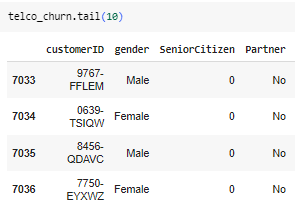 telco_churn.tail(10)
customerID gender SeniorCitizen Partner
7033 9767-
FFLEM Male 0 No
7034 0639-
TSIQW Female 0 No
7035 8456-
QDAVC Male 0 No
7036 7750-
EYXWZ Female 0 No